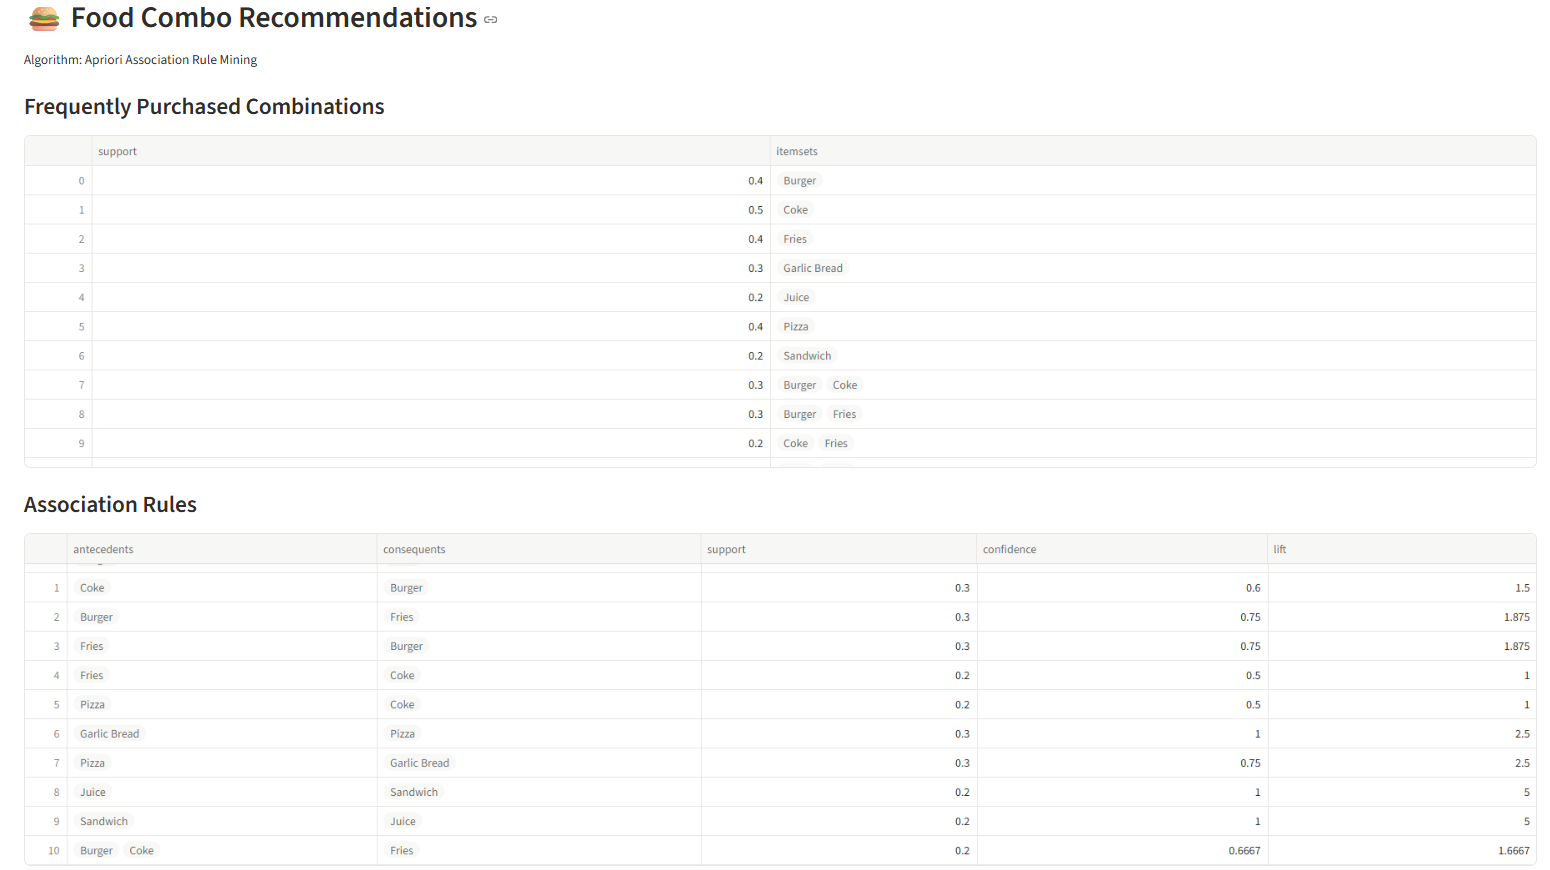 Food Combo Recommendations
Algorithm: Apriori Association Rule Mining
Frequently Purchased Combinations
support itemsets
0 0.4 Burger
1 0.5 Coke
2 0.4 Fries
3 0.3 Garlic Bread
4 0.2 Juice
5 0.4 Pizza
6 0.2 Sandwich
7 0.3 Burger Coke
8 0.3 Burger Fries
9 0.2 Coke Fries
Association Rules
antecedents consequents support confidence lift
1 Coke Burger 0.3 0.6 1.5
2 Burger Fries 0.3 0.75 1.875
3 Fries Burger 0.3 0.75 1.875
4 Fries Coke 0.2 0.5 1
5 Pizza Coke 0.2 0.5 1
6 Garlic Bread Pizza 0.3 1 2.5
7 Pizza Garlic Bread 0.3 0.75 2.5
8 Juice Sandwich 0.2 1 5
9 Sandwich Juice 0.2 1 5
10 Burger Coke Fries 0.2 0.6667 1.6667